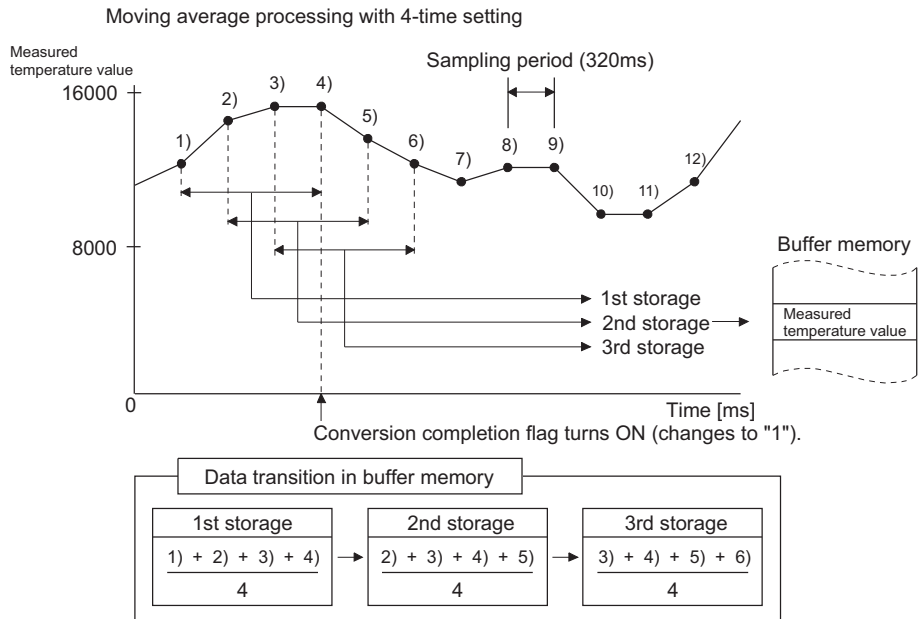 Moving average processing with 4-time setting
Measured
temperature value
16000
8000
0
1)
2)
3)
4)
5)
6)
7)
8)
9)
10)
11)
12)
Sampling period (320ms)
1st storage
2nd storage
3rd storage
Buffer memory
Measured
temperature value
Time [ms]
Conversion completion flag turns ON (changes to "1").
Data transition in buffer memory
1st storage
1) + 2) + 3) + 4)
4
2nd storage
2) + 3) + 4) + 5)
4
3rd storage
3) + 4) + 5) + 6)
4